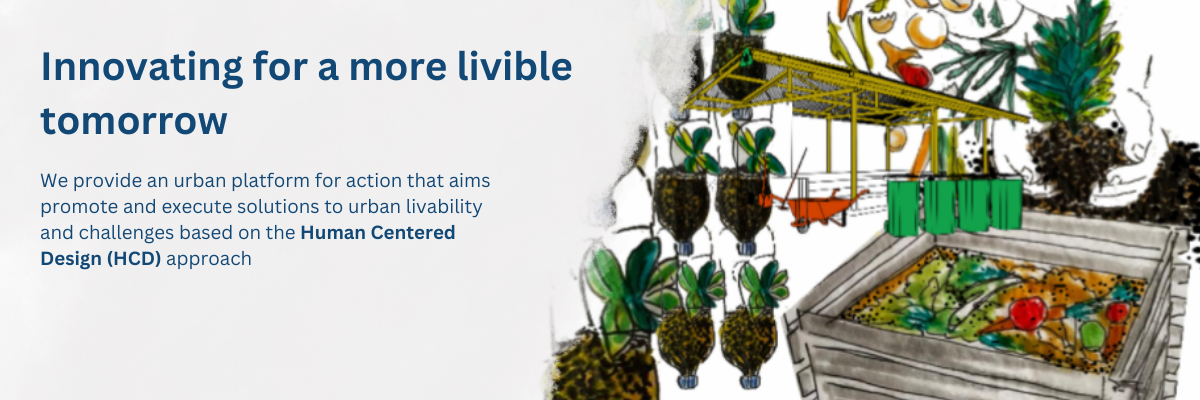 Innovating for a more livible
tomorrow
We provide an urban platform for action that aims
promote and execute solutions to urban livability
and challenges based on the Human Centered
Design (HCD) approach